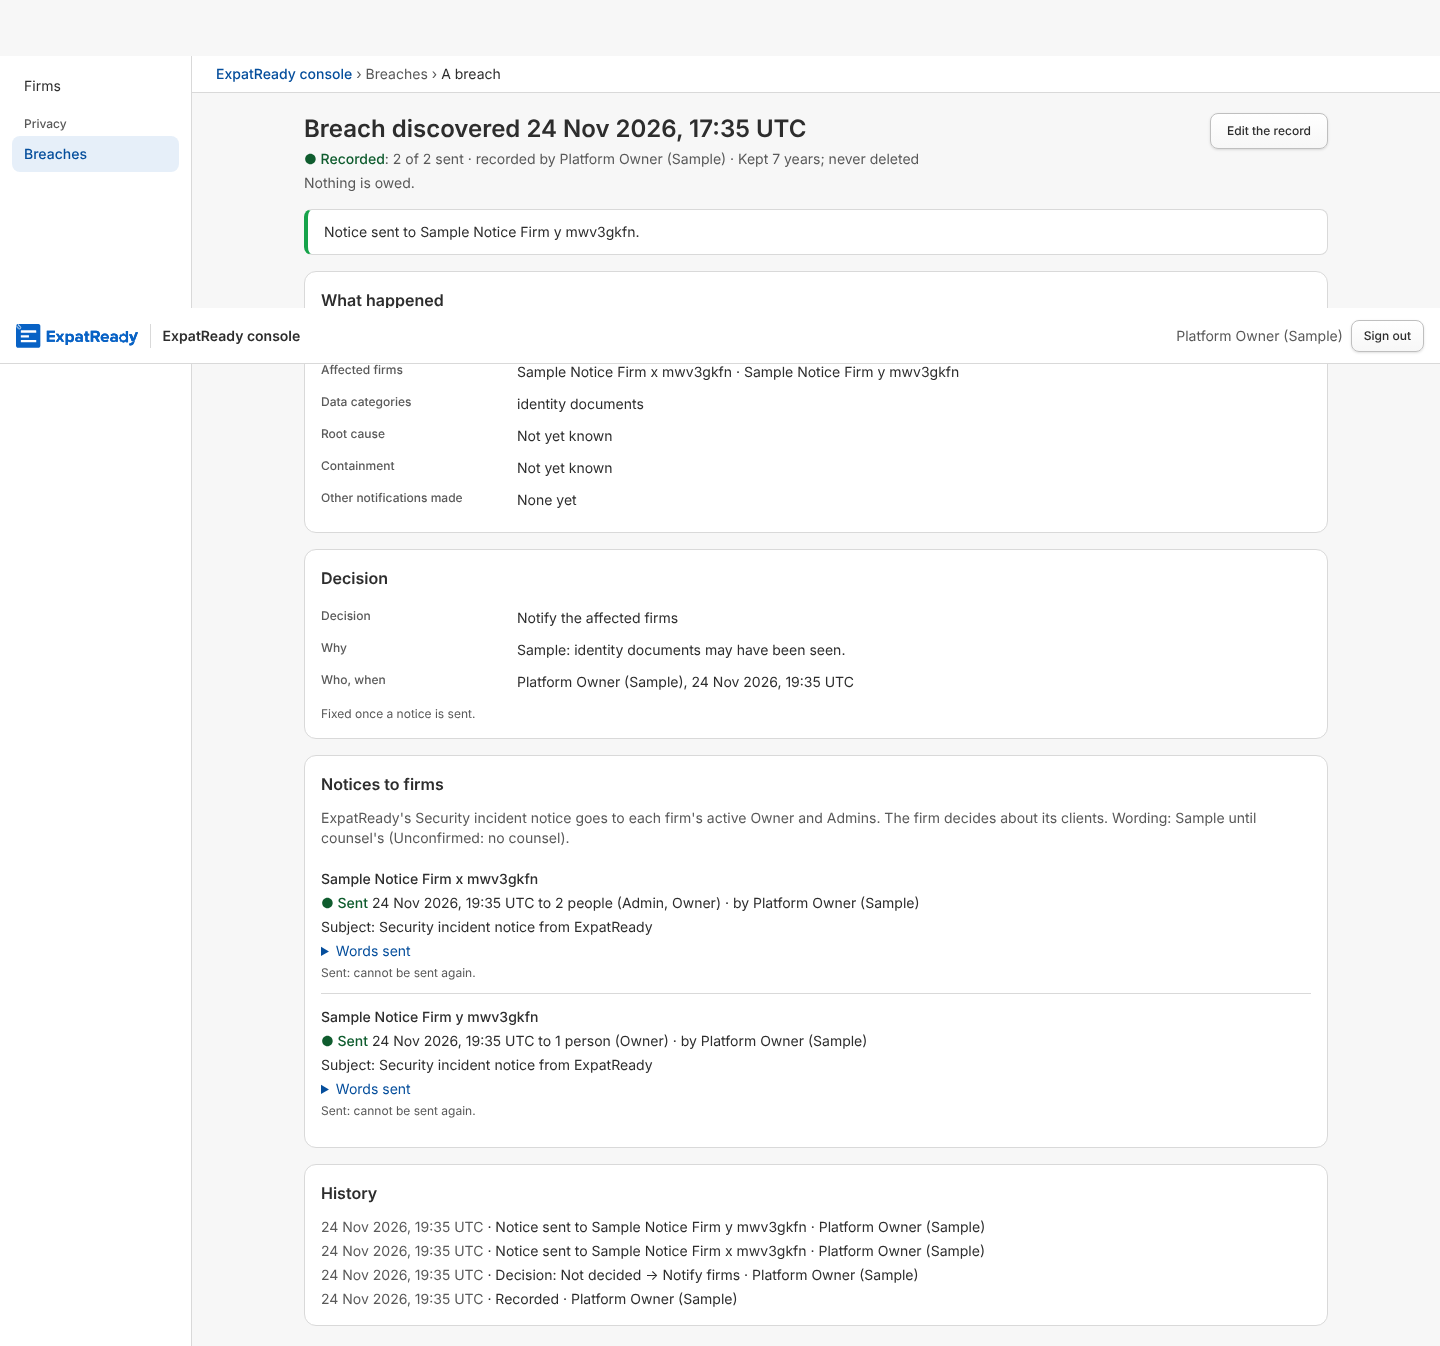 Firms
Privacy
Breaches
ExpatReady console › Breaches › A breach
Breach discovered 24 Nov 2026, 17:35 UTC
Edit the record
Recorded: 2 of 2 sent · recorded by Platform Owner (Sample) · Kept 7 years; never deleted
Nothing is owed.
Notice sent to Sample Notice Firm y mwv3gkfn.
What happened
ExpatReady
ExpatReady console
Platform Owner (Sample)
Sign out
Affected firms
Sample Notice Firm x mwv3gkfn · Sample Notice Firm y mwv3gkfn
Data categories
identity documents
Root cause
Not yet known
Containment
Not yet known
Other notifications made
None yet
Decision
Decision
Notify the affected firms
Why
Sample: identity documents may have been seen.
Who, when
Platform Owner (Sample), 24 Nov 2026, 19:35 UTC
Fixed once a notice is sent.
Notices to firms
ExpatReady's Security incident notice goes to each firm's active Owner and Admins. The firm decides about its clients. Wording: Sample until
counsel's (Unconfirmed: no counsel).
Sample Notice Firm x mwv3gkfn
Sent 24 Nov 2026, 19:35 UTC to 2 people (Admin, Owner) · by Platform Owner (Sample)
Subject: Security incident notice from ExpatReady
Words sent
Sent: cannot be sent again.
Sample Notice Firm y mwv3gkfn
Sent 24 Nov 2026, 19:35 UTC to 1 person (Owner) · by Platform Owner (Sample)
Subject: Security incident notice from ExpatReady
Words sent
Sent: cannot be sent again.
History
24 Nov 2026, 19:35 UTC · Notice sent to Sample Notice Firm y mwv3gkfn · Platform Owner (Sample)
24 Nov 2026, 19:35 UTC · Notice sent to Sample Notice Firm x mwv3gkfn · Platform Owner (Sample)
24 Nov 2026, 19:35 UTC · Decision: Not decided → Notify firms · Platform Owner (Sample)
24 Nov 2026, 19:35 UTC · Recorded · Platform Owner (Sample)